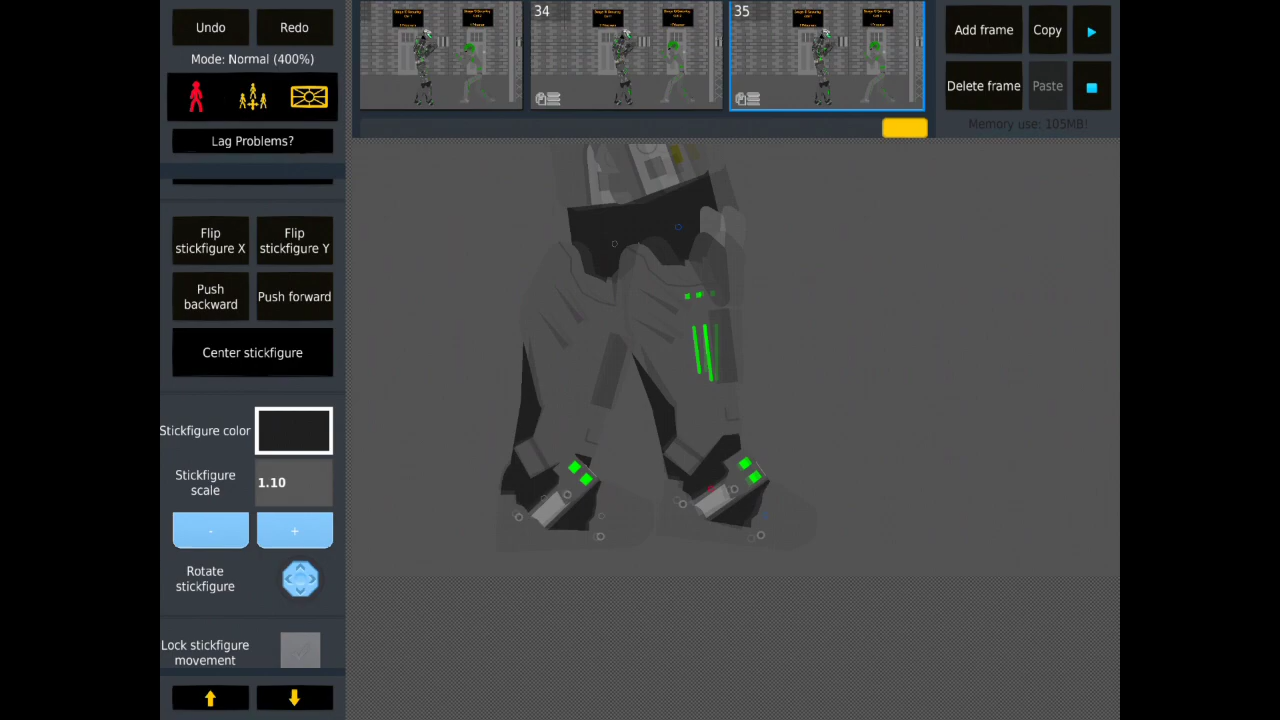 Undo
Redo
34
35
Add frame
Copy
Mode: Normal (400%)
Delete frame
Paste
Memory use: 105MB!
Lag Problems?
Flip
stickfigure X
Flip
stickfigure Y
Push
backward
Push forward
Center stickfigure
Stickfigure color
Stickfigure
scale
1.10
-
+
Rotate
stickfigure
Lock stickfigure
movement